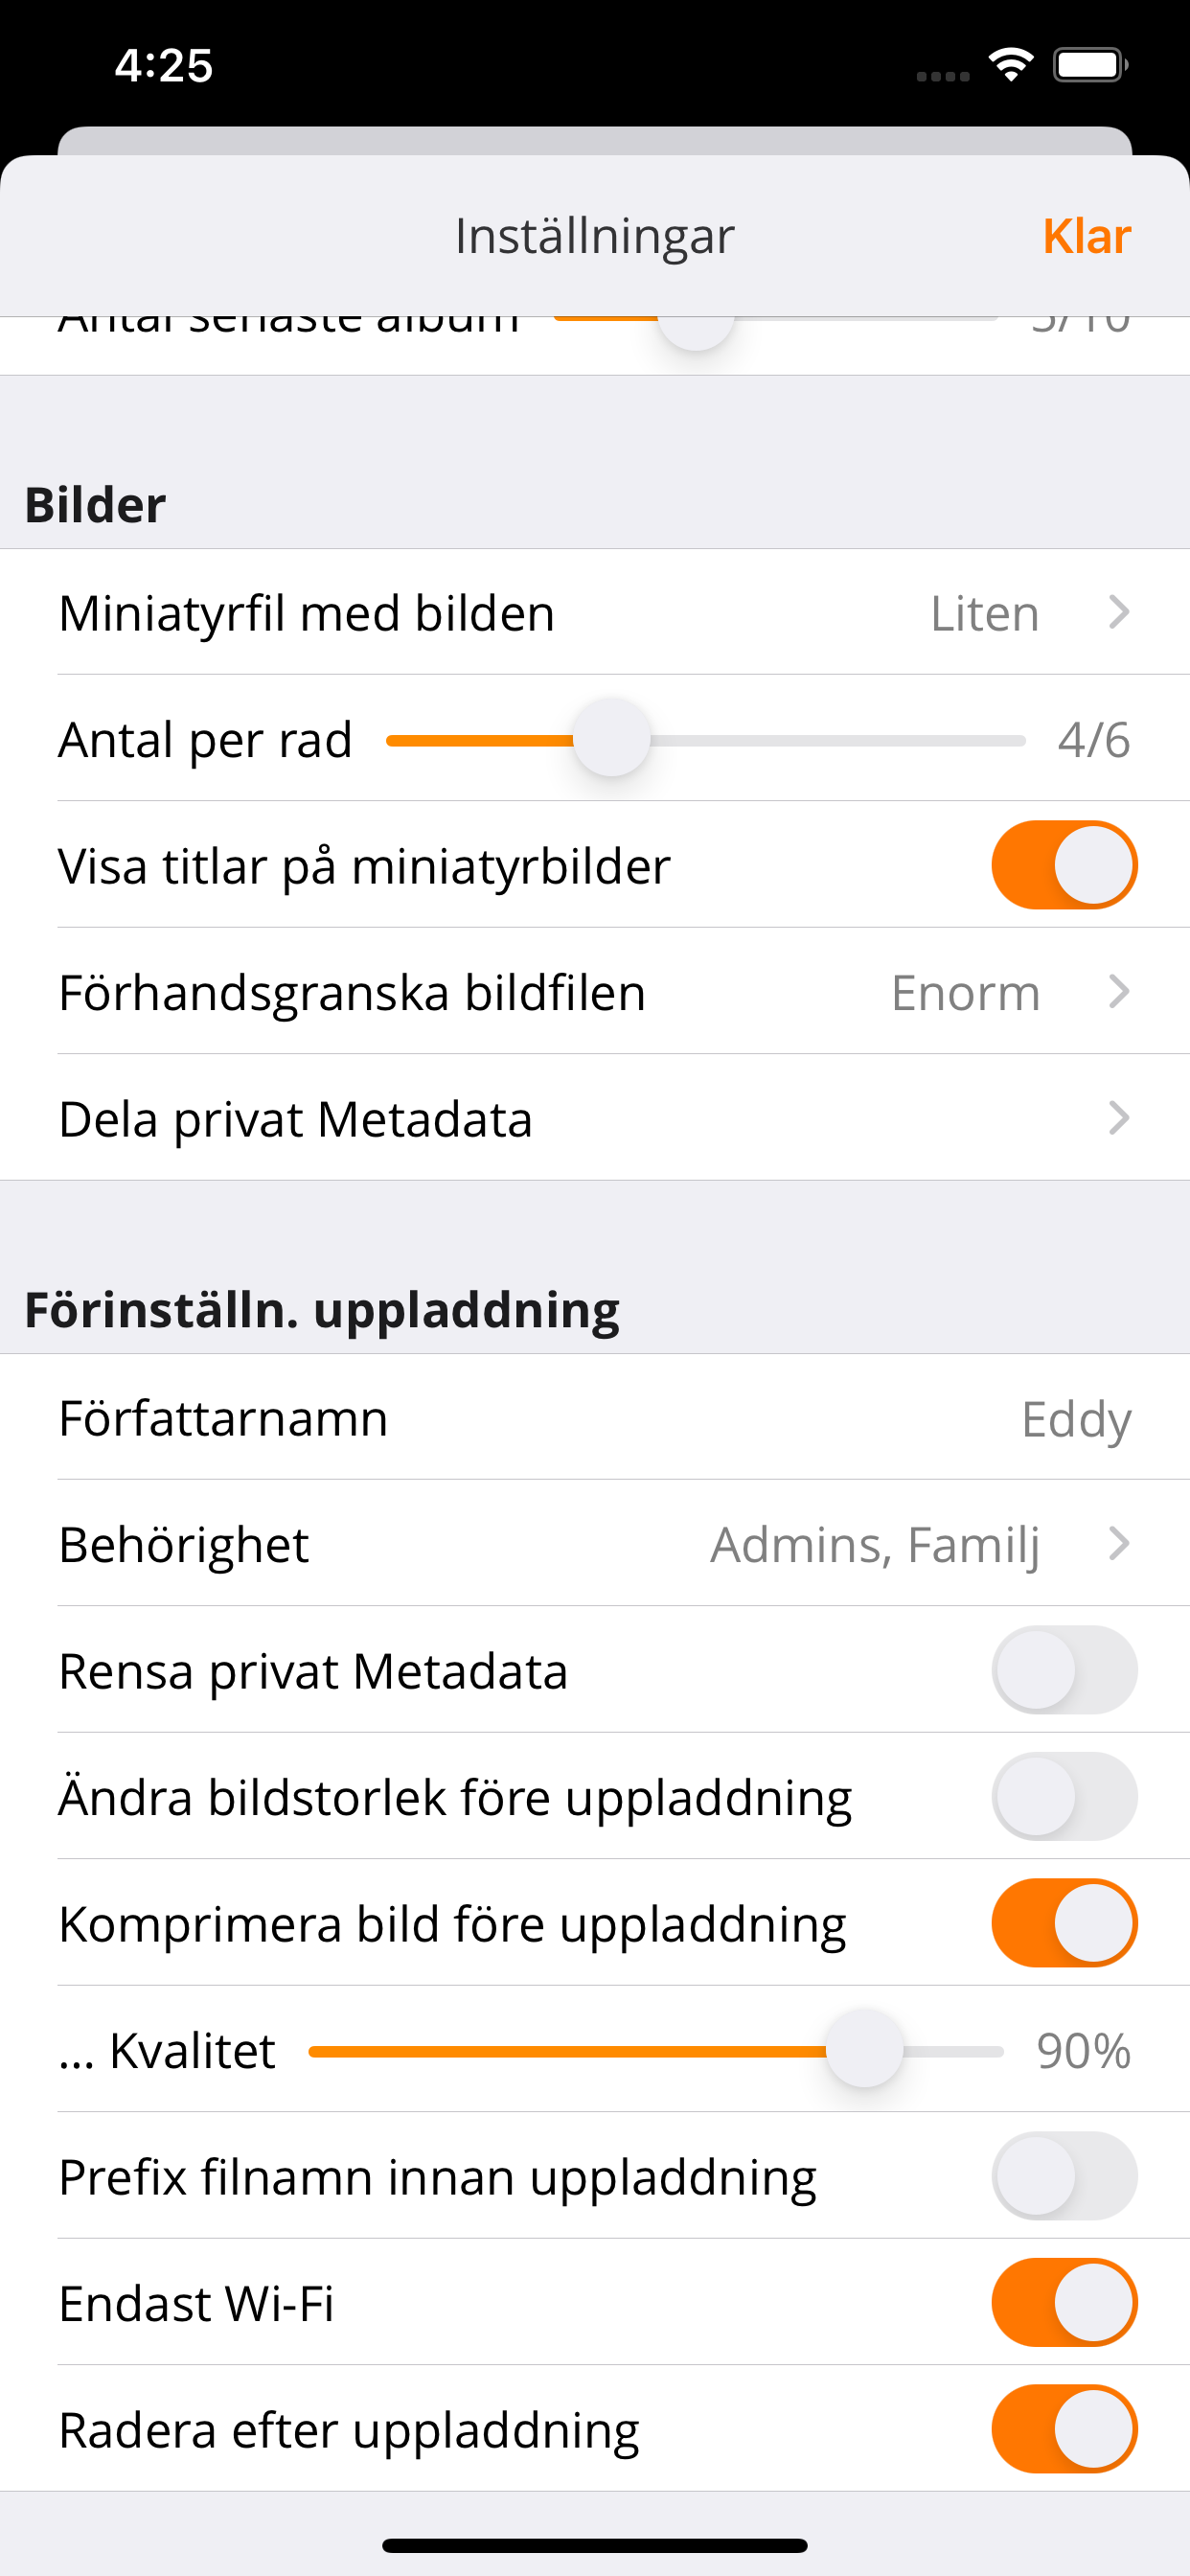 4:25
Inställningar
Klar
Antal senaste album
Bilder
Miniatyrfil med bilden
Liten
Antal per rad
4/6
Visa titlar på miniatyrbilder
Förhandsgranska bildfilen
Enorm
Dela privat Metadata
Förinställn. uppladdning
Författarnamn
Eddy
Behörighet
Admins, Familj
Rensa privat Metadata
Ändra bildstorlek före uppladdning
Komprimera bild före uppladdning
... Kvalitet
90%
Prefix filnamn innan uppladdning
Endast Wi-Fi
Radera efter uppladdning